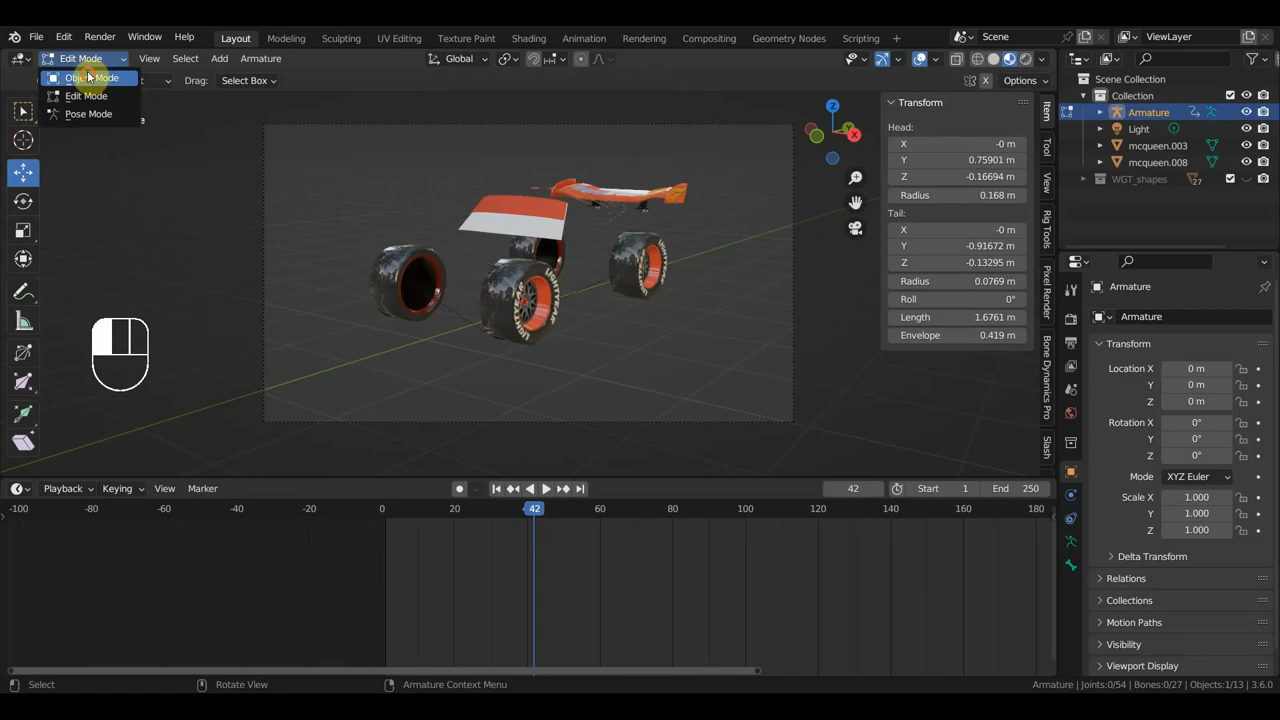 File Edit Render Window Help Layout Modeling Sculpting UV Editing Texture Paint Shading Animation Rendering Compositing Geometry Nodes Scripting + Scene ViewLayer
Edit Mode View Select Add Armature Global
Object Mode
Edit Mode
Pose Mode
Drag: Select Box
X Options
Z
Y
X
Transform
Head:
X -0 m
Y 0.75901 m
Z -0.16694 m
Radius 0.168 m
Tail:
X -0 m
Y -0.91672 m
Z -0.13295 m
Radius 0.0769 m
Roll 0°
Length 1.6761 m
Envelope 0.419 m
Item
Tool
View
Rig Tools
Pixel Render
Bone Dynamics Pro
Slash
LIGHTYEAR
Scene Collection
Collection
Armature
Light
mcqueen.003
mcqueen.008
WGT_shapes 27
Armature
Armature
Transform
Location X 0 m
Y 0 m
Z 0 m
Rotation X 0°
Y 0°
Z 0°
Mode XYZ Euler
Scale X 1.000
Y 1.000
Z 1.000
Delta Transform
Relations
Collections
Motion Paths
Visibility
Viewport Display
Playback Keying View Marker 42 Start 1 End 250
-100 -80 -60 -40 -20 0 20 42 60 80 100 120 140 160 180
Select Rotate View Armature Context Menu Armature | Joints:0/54 | Bones:0/27 | Objects:1/13 | 3.6.0